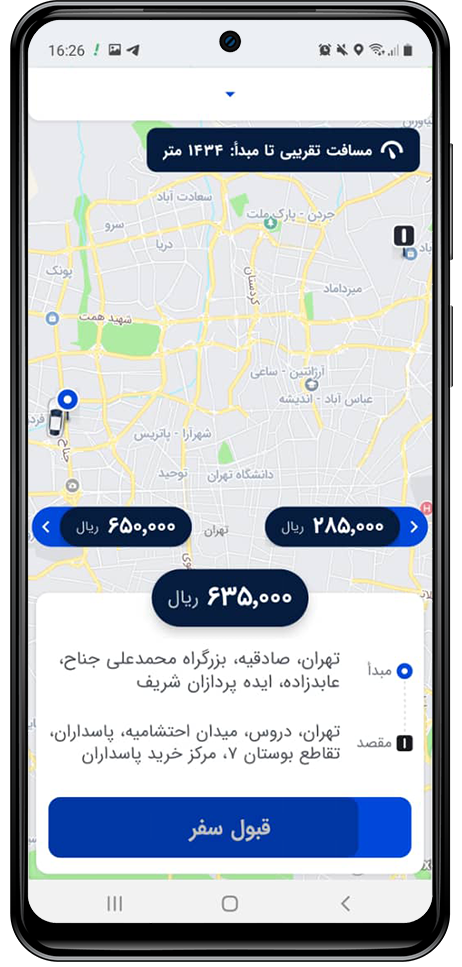 16:26
مسافت تقریبی تا مبدأ: ۱۴۳۴ متر
سعادت آباد
جردن - پارک ملت
سرو
دریا
پونک
کردستان
میرداماد
شهید همت
آرژانتین - ساعی
عباس آباد - اندیشه
جناح
شهرآرا - پاتریس
توحید
دانشگاه تهران
۲۸۵,۰۰۰ ریال
تهران
۶۵۰,۰۰۰ ریال
۶۳۵,۰۰۰ ریال
مبدأ
تهران، صادقیه، بزرگراه محمدعلی جناح،
عابدزاده، ایده پردازان شریف
مقصد
تهران، دروس، میدان احتشامیه، پاسداران،
تقاطع بوستان ۷، مرکز خرید پاسداران
قبول سفر